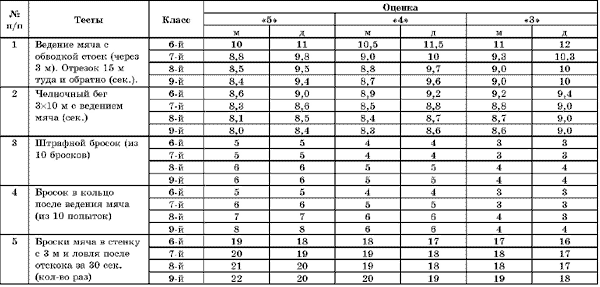 № п/п Тесты Класс Оценка
«5» «4» «3»
м д м д м д
1 Ведение мяча с 6-й 10 11 10,5 11,5 11 12
обводкой стоек (через 7-й 8,8 9,8 9,0 10 9,3 10,3
3 м). Отрезок 15 м 8-й 8,5 9,5 8,8 9,7 9,0 10
туда и обратно (сек.). 9-й 8,4 9,4 8,7 9,6 9,0 10
2 Челночный бег 6-й 8,6 9,0 8,9 9,2 9,2 9,4
3×10 м с ведением 7-й 8,3 8,6 8,5 8,8 8,8 9,0
мяча (сек.) 8-й 8,1 8,5 8,4 8,7 8,7 9,0
9-й 8,0 8,4 8,3 8,6 8,6 9,0
3 Штрафной бросок (из 6-й 5 5 4 4 3 3
10 бросков) 7-й 5 5 4 4 3 3
8-й 6 6 5 5 4 4
9-й 6 6 5 5 4 4
4 Бросок в кольцо 6-й 5 5 4 4 3 3
после ведения мяча 7-й 6 6 5 5 4 3
(из 10 попыток) 8-й 7 7 6 6 4 3
9-й 8 8 6 6 4 4
5 Броски мяча в стенку 6-й 19 18 18 17 17 16
с 3 м и ловля после 7-й 20 19 19 18 18 17
отскока за 30 сек. 8-й 21 20 19 18 18 17
(кол-во раз) 9-й 22 20 20 19 19 18